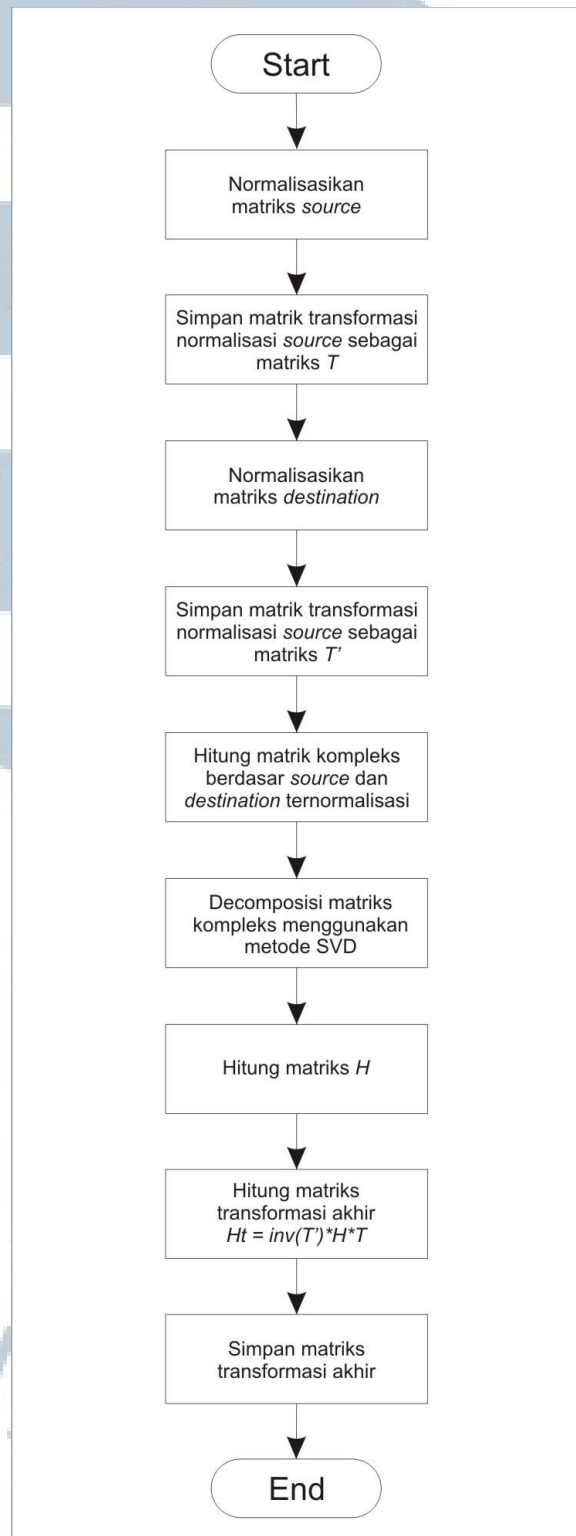 Start
Normalisasikan
matriks source
Simpan matrik transformasi
normalisasi source sebagai
matriks T
Normalisasikan
matriks destination
Simpan matrik transformasi
normalisasi source sebagai
matriks T'
Hitung matrik kompleks
berdasar source dan
destination ternormalisasi
Decomposisi matriks
kompleks menggunakan
metode SVD
Hitung matriks H
Hitung matriks
transformasi akhir
Ht = inv(T')*H*T
Simpan matriks
transformasi akhir
End